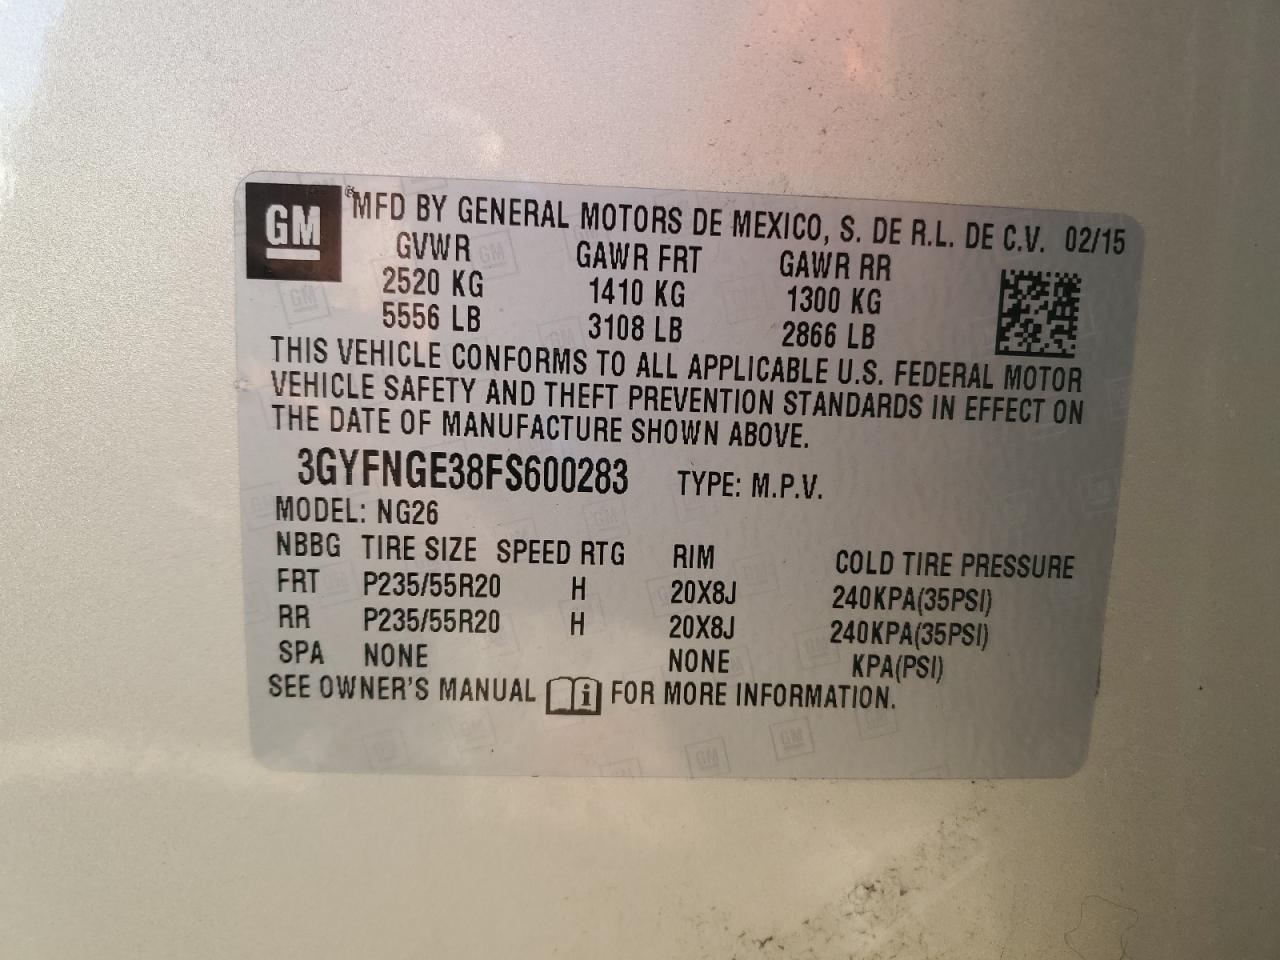 GM
® MFD BY GENERAL MOTORS DE MEXICO, S. DE R.L. DE C.V. 02/15
GVWR GAWR FRT GAWR RR
2520 KG 1410 KG 1300 KG
5556 LB 3108 LB 2866 LB
THIS VEHICLE CONFORMS TO ALL APPLICABLE U.S. FEDERAL MOTOR
VEHICLE SAFETY AND THEFT PREVENTION STANDARDS IN EFFECT ON
THE DATE OF MANUFACTURE SHOWN ABOVE.
3GYFNGE38FS600283 TYPE: M.P.V.
MODEL: NG26
NBBG TIRE SIZE SPEED RTG RIM COLD TIRE PRESSURE
FRT P235/55R20 H 20X8J 240KPA(35PSI)
RR P235/55R20 H 20X8J 240KPA(35PSI)
SPA NONE NONE KPA(PSI)
SEE OWNER'S MANUAL i FOR MORE INFORMATION.